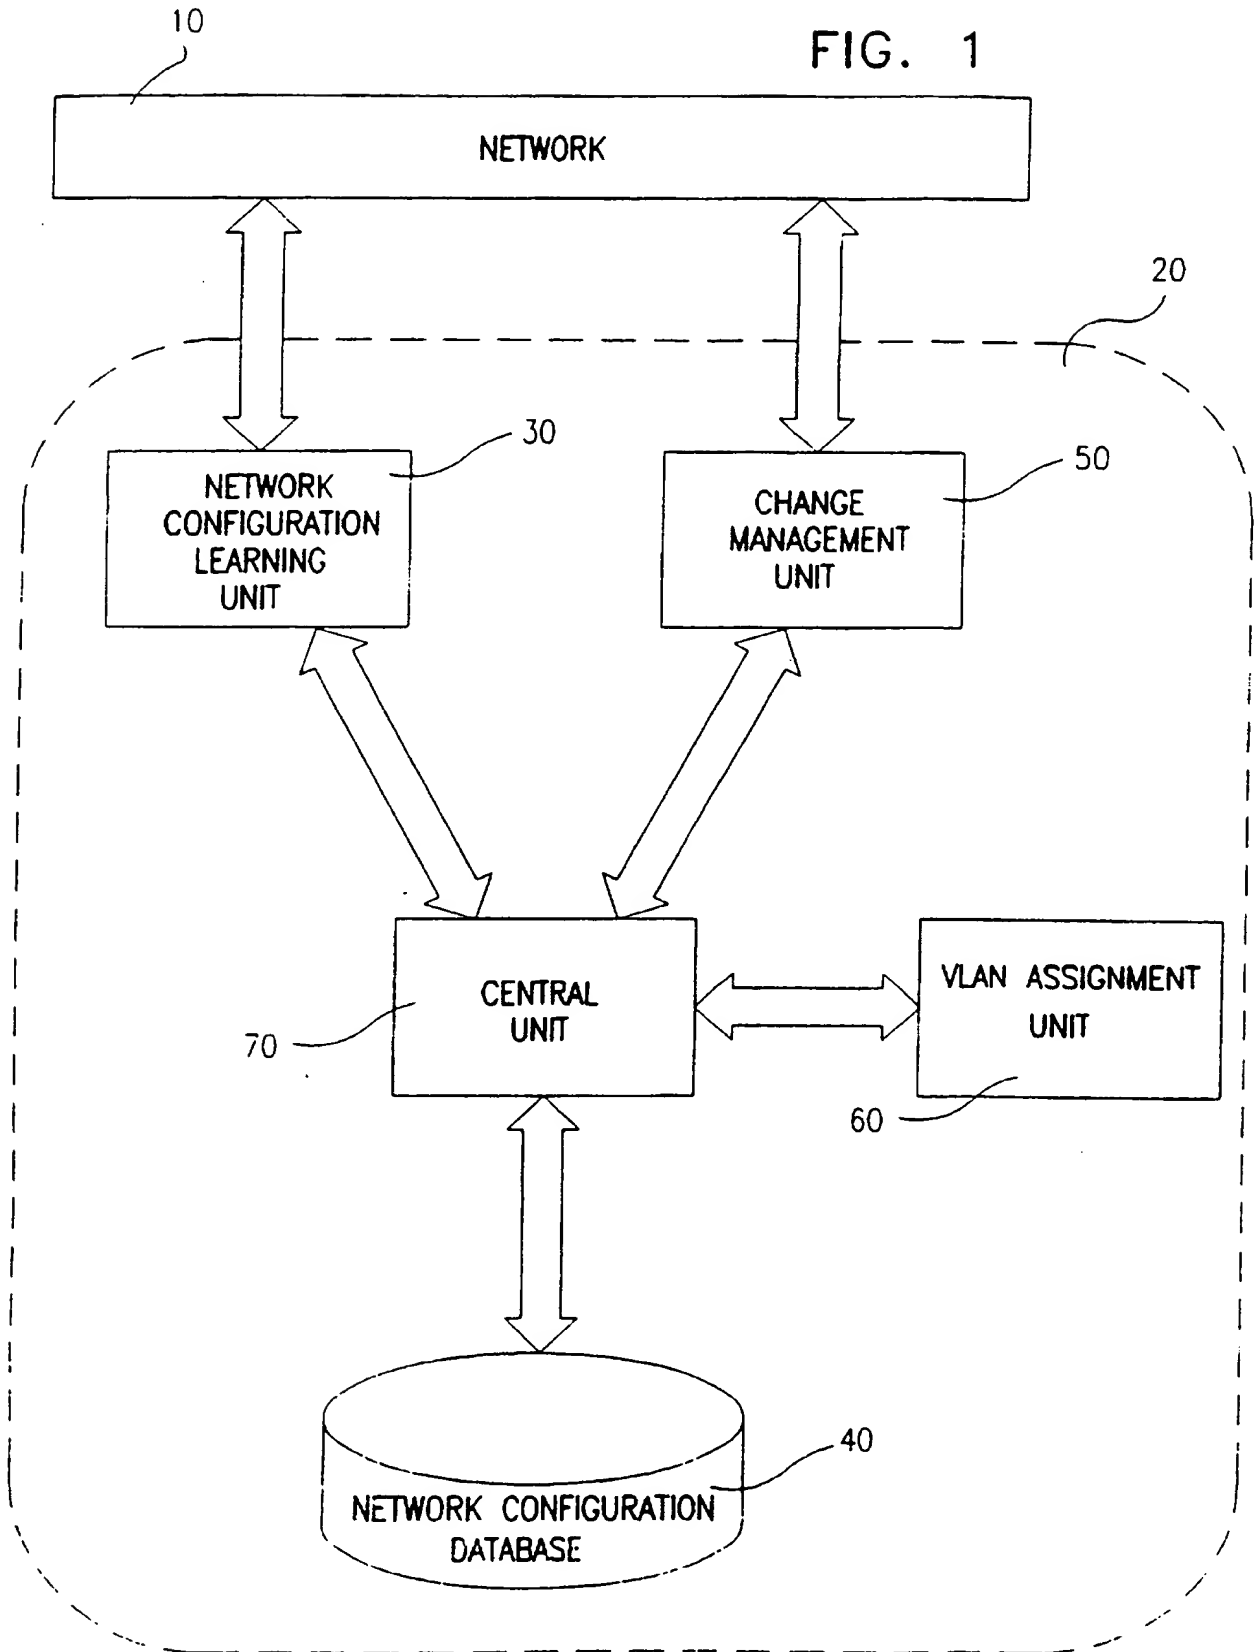 10
FIG. 1
NETWORK
20
30
NETWORK
CONFIGURATION
LEARNING
UNIT
50
CHANGE
MANAGEMENT
UNIT
CENTRAL
UNIT
70
VLAN ASSIGNMENT
UNIT
60
40
NETWORK CONFIGURATION
DATABASE